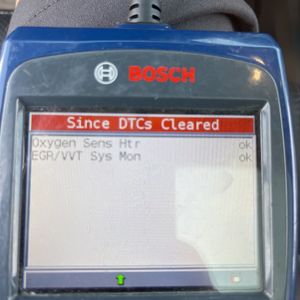 BOSCH
Since DTCs Cleared
Oxygen Sens Htr ok
EGR/VVT Sys Mon ok